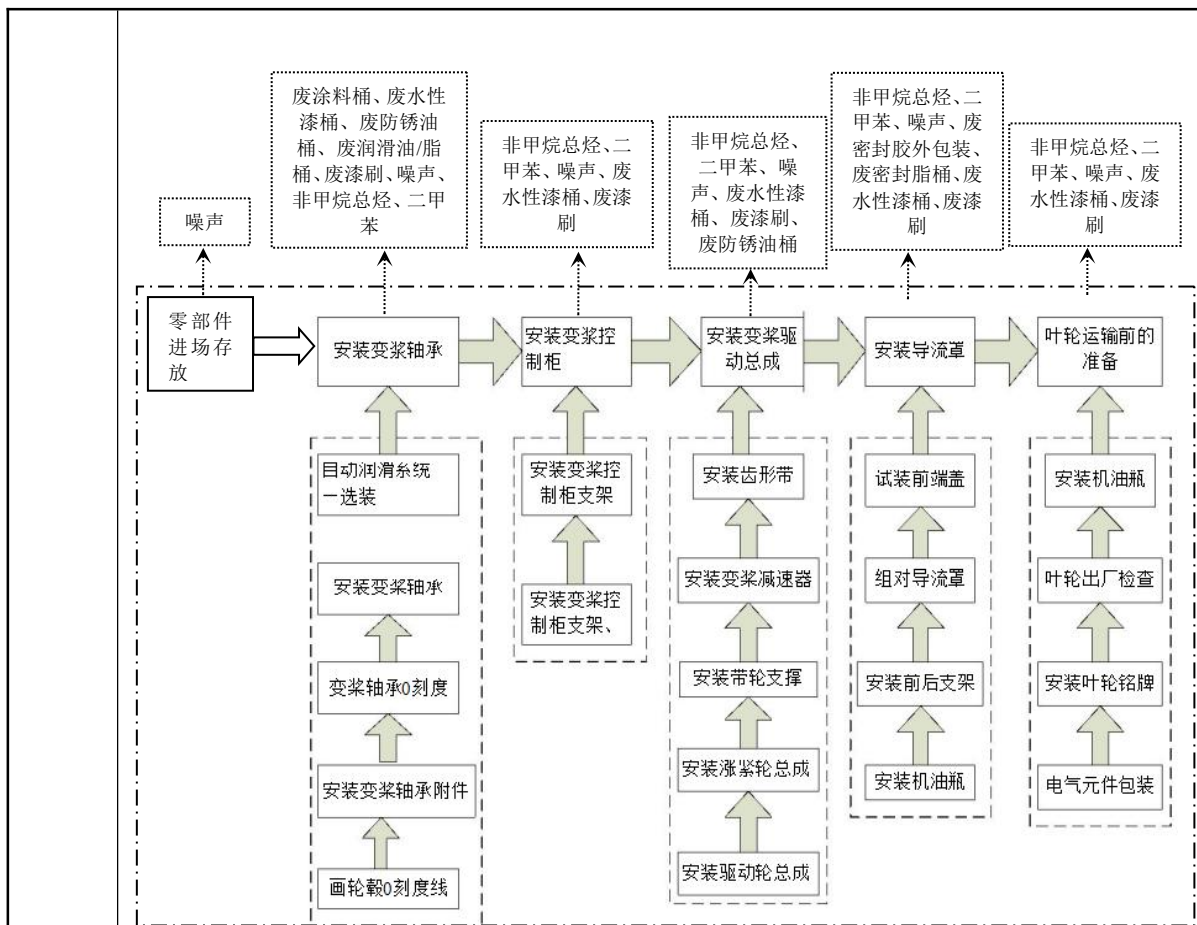 废涂料桶、废水性
漆桶、废防锈油
桶、废润滑油/脂
桶、废漆刷、噪声、
非甲烷总烃、二甲
苯
非甲烷总烃、二
甲苯、噪声、废
水性漆桶、废漆
刷
非甲烷总烃、
二甲苯、噪
声、废水性漆
桶、废漆刷、
废防锈油桶
非甲烷总烃、二
甲苯、噪声、废
密封胶外包装、
废密封脂桶、废
水性漆桶、废漆
刷
非甲烷总烃、二
甲苯、噪声、废
水性漆桶、废漆
刷
噪声
零部件
进场存
放
安装变桨轴承
安装变桨控
制柜
安装变桨驱
动总成
安装导流罩
叶轮运输前的
准备
目动润滑糸统
一选装
安装变桨轴承
变桨轴承0刻度
安装变桨轴承附件
画轮毂0刻度线
安装变桨控
制柜支架
安装变桨控
制柜支架、
安装齿形带
安装变桨减速器
安装带轮支撑
安装涨紧轮总成
安装驱动轮总成
试装前端盖
组对导流罩
安装前后支架
安装机油瓶
安装机油瓶
叶轮出厂检查
安装叶轮铭牌
电气元件包装